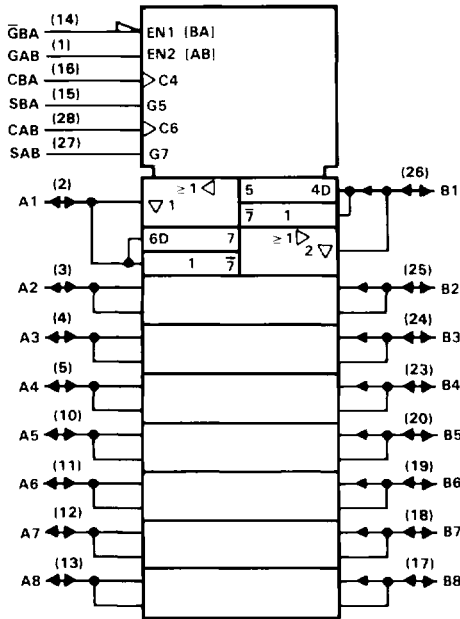 G̅BA (14) EN1 [BA]
GAB (1) EN2 [AB]
CBA (16) C4
SBA (15) G5
CAB (28) C6
SAB (27) G7
A1 (2) ≥1 5 4D (26) B1
1 7̅ 1
6D 7 ≥1
1 7̅ 2
A2 (3) (25) B2
A3 (4) (24) B3
A4 (5) (23) B4
A5 (10) (20) B5
A6 (11) (19) B6
A7 (12) (18) B7
A8 (13) (17) B8